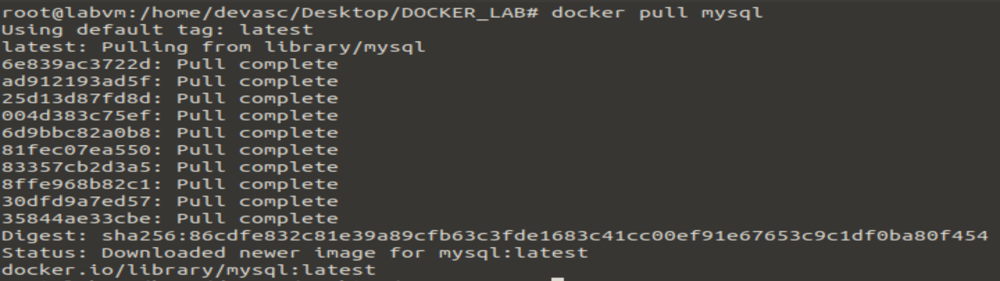 root@labvm:/home/devasc/Desktop/DOCKER_LAB# docker pull mysql
Using default tag: latest
latest: Pulling from library/mysql
6e839ac3722d: Pull complete
ad912193ad5f: Pull complete
25d13d87fd8d: Pull complete
004d383c75ef: Pull complete
6d9bbc82a0b8: Pull complete
81fec07ea550: Pull complete
83357cb2d3a5: Pull complete
8ffe968b82c1: Pull complete
30dfd9a7ed57: Pull complete
35844ae33cbe: Pull complete
Digest: sha256:86cdfe832c81e39a89cfb63c3fde1683c41cc00ef91e67653c9c1df0ba80f454
Status: Downloaded newer image for mysql:latest
docker.io/library/mysql:latest